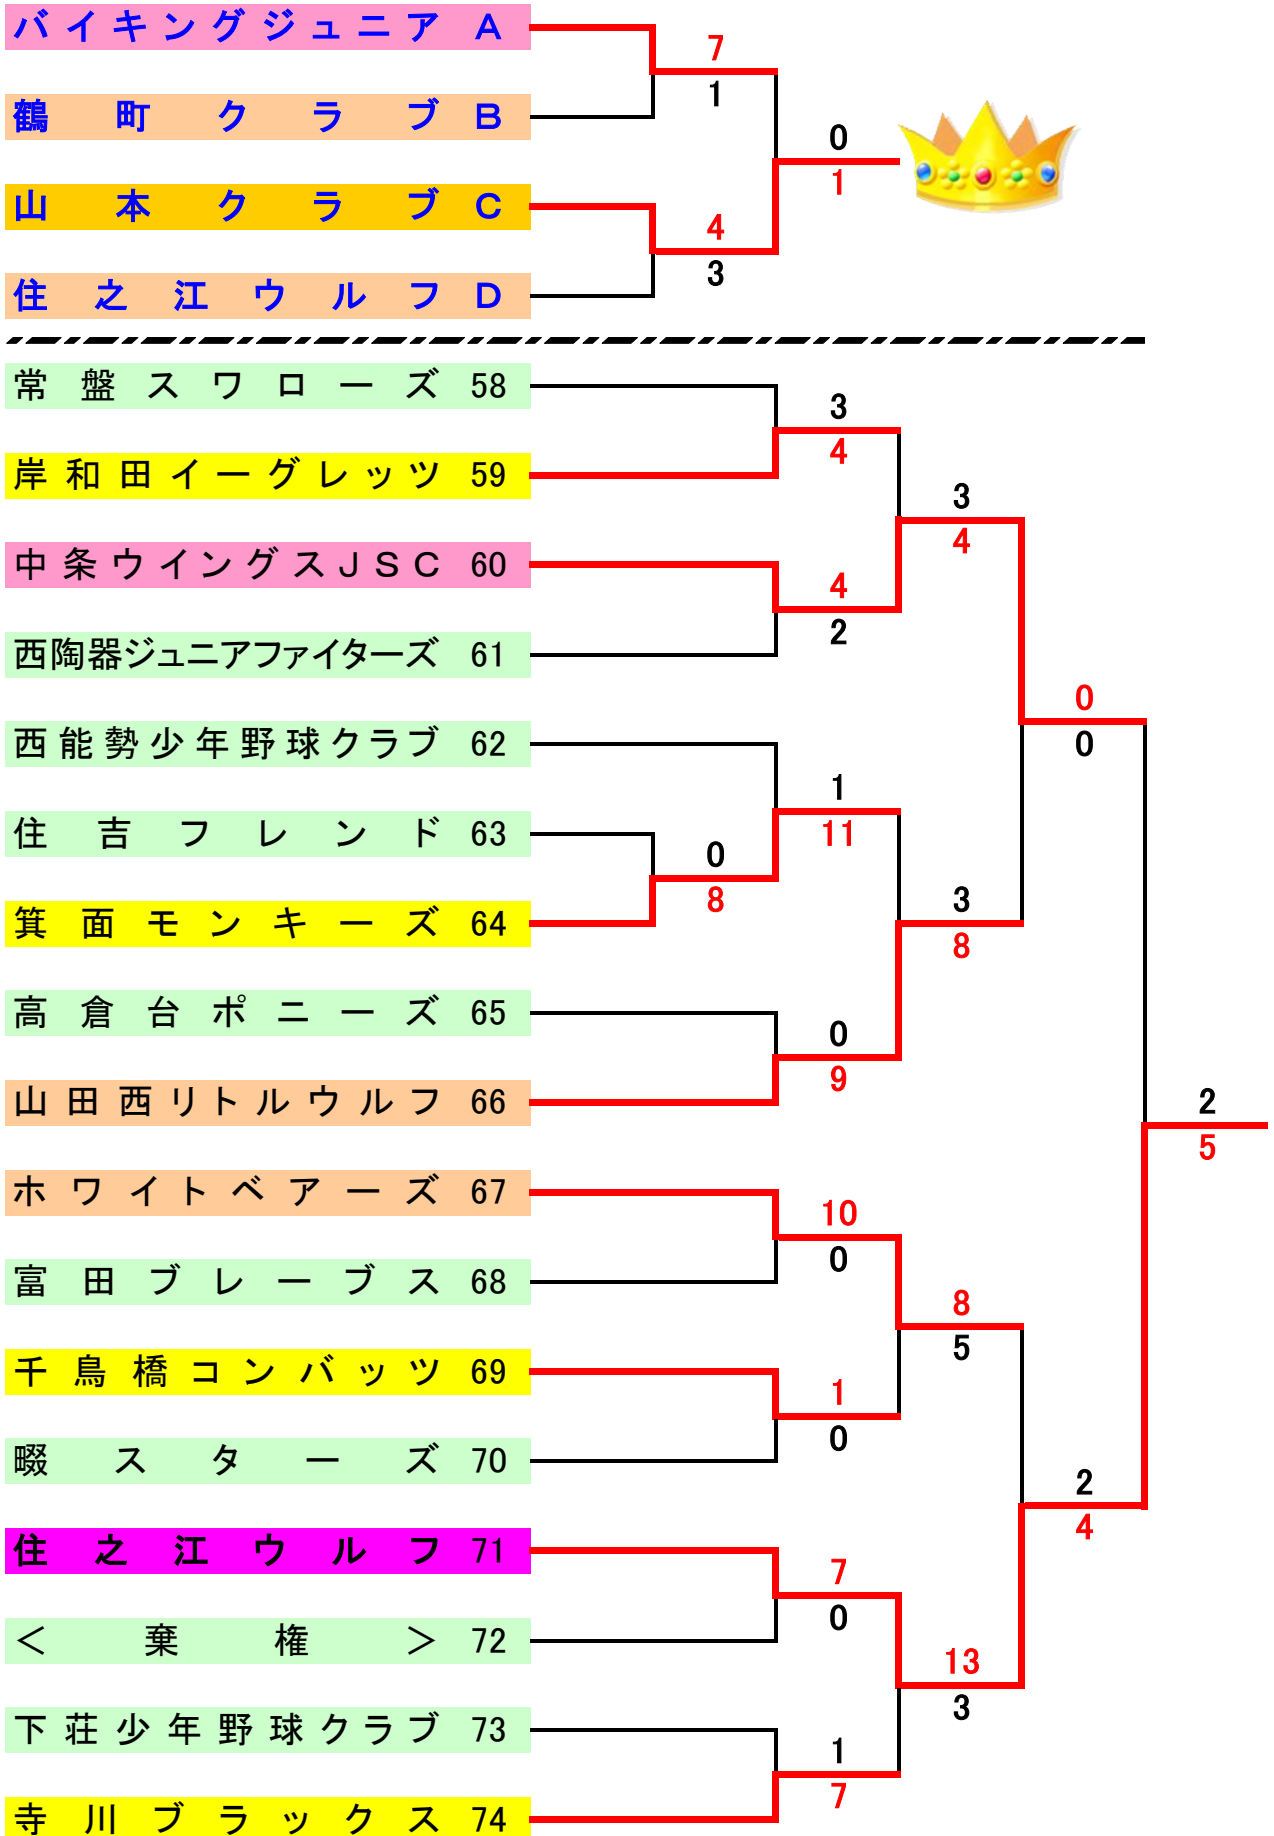 バイキングジュニア A
7
1
鶴町クラブ B
0
1
山本クラブ C
4
3
住之江ウルフ D
常盤スワローズ 58
3
4
岸和田イーグレッツ 59
3
4
中条ウイングスJSC 60
4
2
西陶器ジュニアファイターズ 61
0
0
西能勢少年野球クラブ 62
1
11
住吉フレンド 63
0
8
箕面モンキーズ 64
3
8
高倉台ポニーズ 65
0
9
山田西リトルウルフ 66
2
5
ホワイトベアーズ 67
10
0
富田ブレーブス 68
8
5
千鳥橋コンバッツ 69
1
0
畷スターズ 70
2
4
住之江ウルフ 71
7
0
<棄権> 72
13
3
下荘少年野球クラブ 73
1
7
寺川ブラックス 74